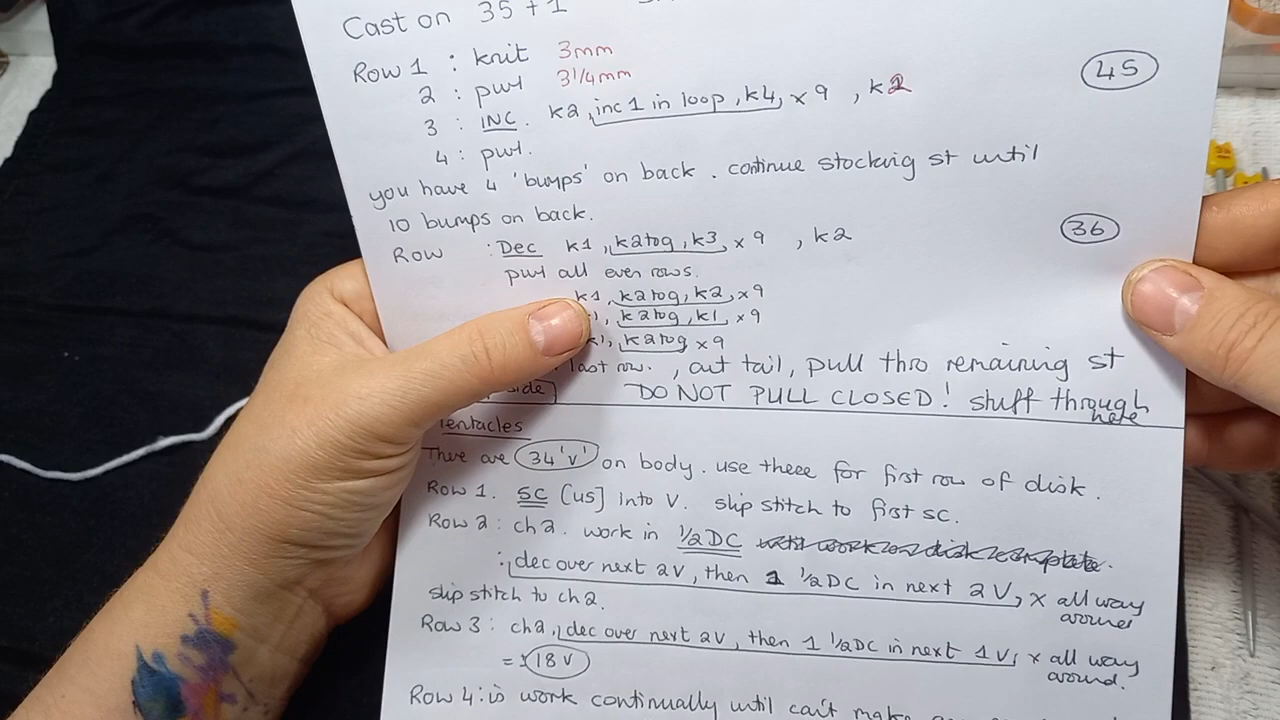 Cast on 35 + 1
Row 1 : knit 3mm
2 : pwl 3 1/4mm
3 : INC. k2, inc 1 in loop, k4, x 9 , k2 (45)
4 : pwl.
you have 4 'bumps' on back. continue stocking st until
10 bumps on back.
Row : Dec k1, k2tog, k3, x 9 , k2 (36)
pwl all even rows.
k1, k2tog, k2, x 9
, k2tog, k1, x 9
, k2tog x 9
last row. , cut tail, pull thro remaining st
side DO NOT PULL CLOSED! stuff through
here
Tentacles
There are 34 'V' on body. use these for first row of disk.
Row 1. SC [US] into V. slip stitch to first SC.
Row 2: ch2. work in 1/2 DC
: dec over next 2V, then 1 1/2DC in next 2V, x all way
around
slip stitch to ch2.
Row 3: ch2, dec over next 2V, then 1 1/2DC in next 1V, x all way
around.
= 18V
Row 4: is work continually until can't make